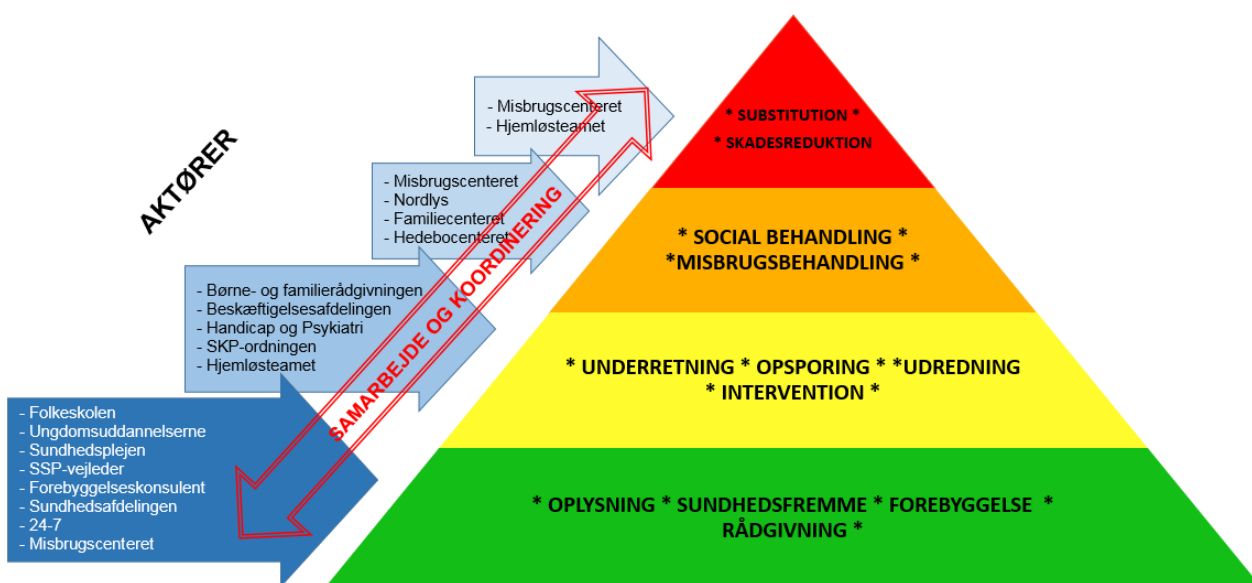 - Misbrugscenteret
- Hjemløsteamet
* SUBSTITUTION *
* SKADESREDUKTION
AKTØRER
- Misbrugscenteret
- Nordlys
- Familiecenteret
- Hedebocenteret
SAMARBEJDE OG KOORDINERING
* SOCIAL BEHANDLING *
*MISBRUGSBEHANDLING *
- Børne- og familierådgivningen
- Beskæftigelsesafdelingen
- Handicap og Psykiatri
- SKP-ordningen
- Hjemløsteamet
* UNDERRETNING * OPSPORING * *UDREDNING
* INTERVENTION *
- Folkeskolen
- Ungdomsuddannelserne
- Sundhedsplejen
- SSP-vejleder
- Forebyggelseskonsulent
- Sundhedsafdelingen
- 24-7
- Misbrugscenteret
* OPLYSNING * SUNDHEDSFREMME * FOREBYGGELSE *
RÅDGIVNING *